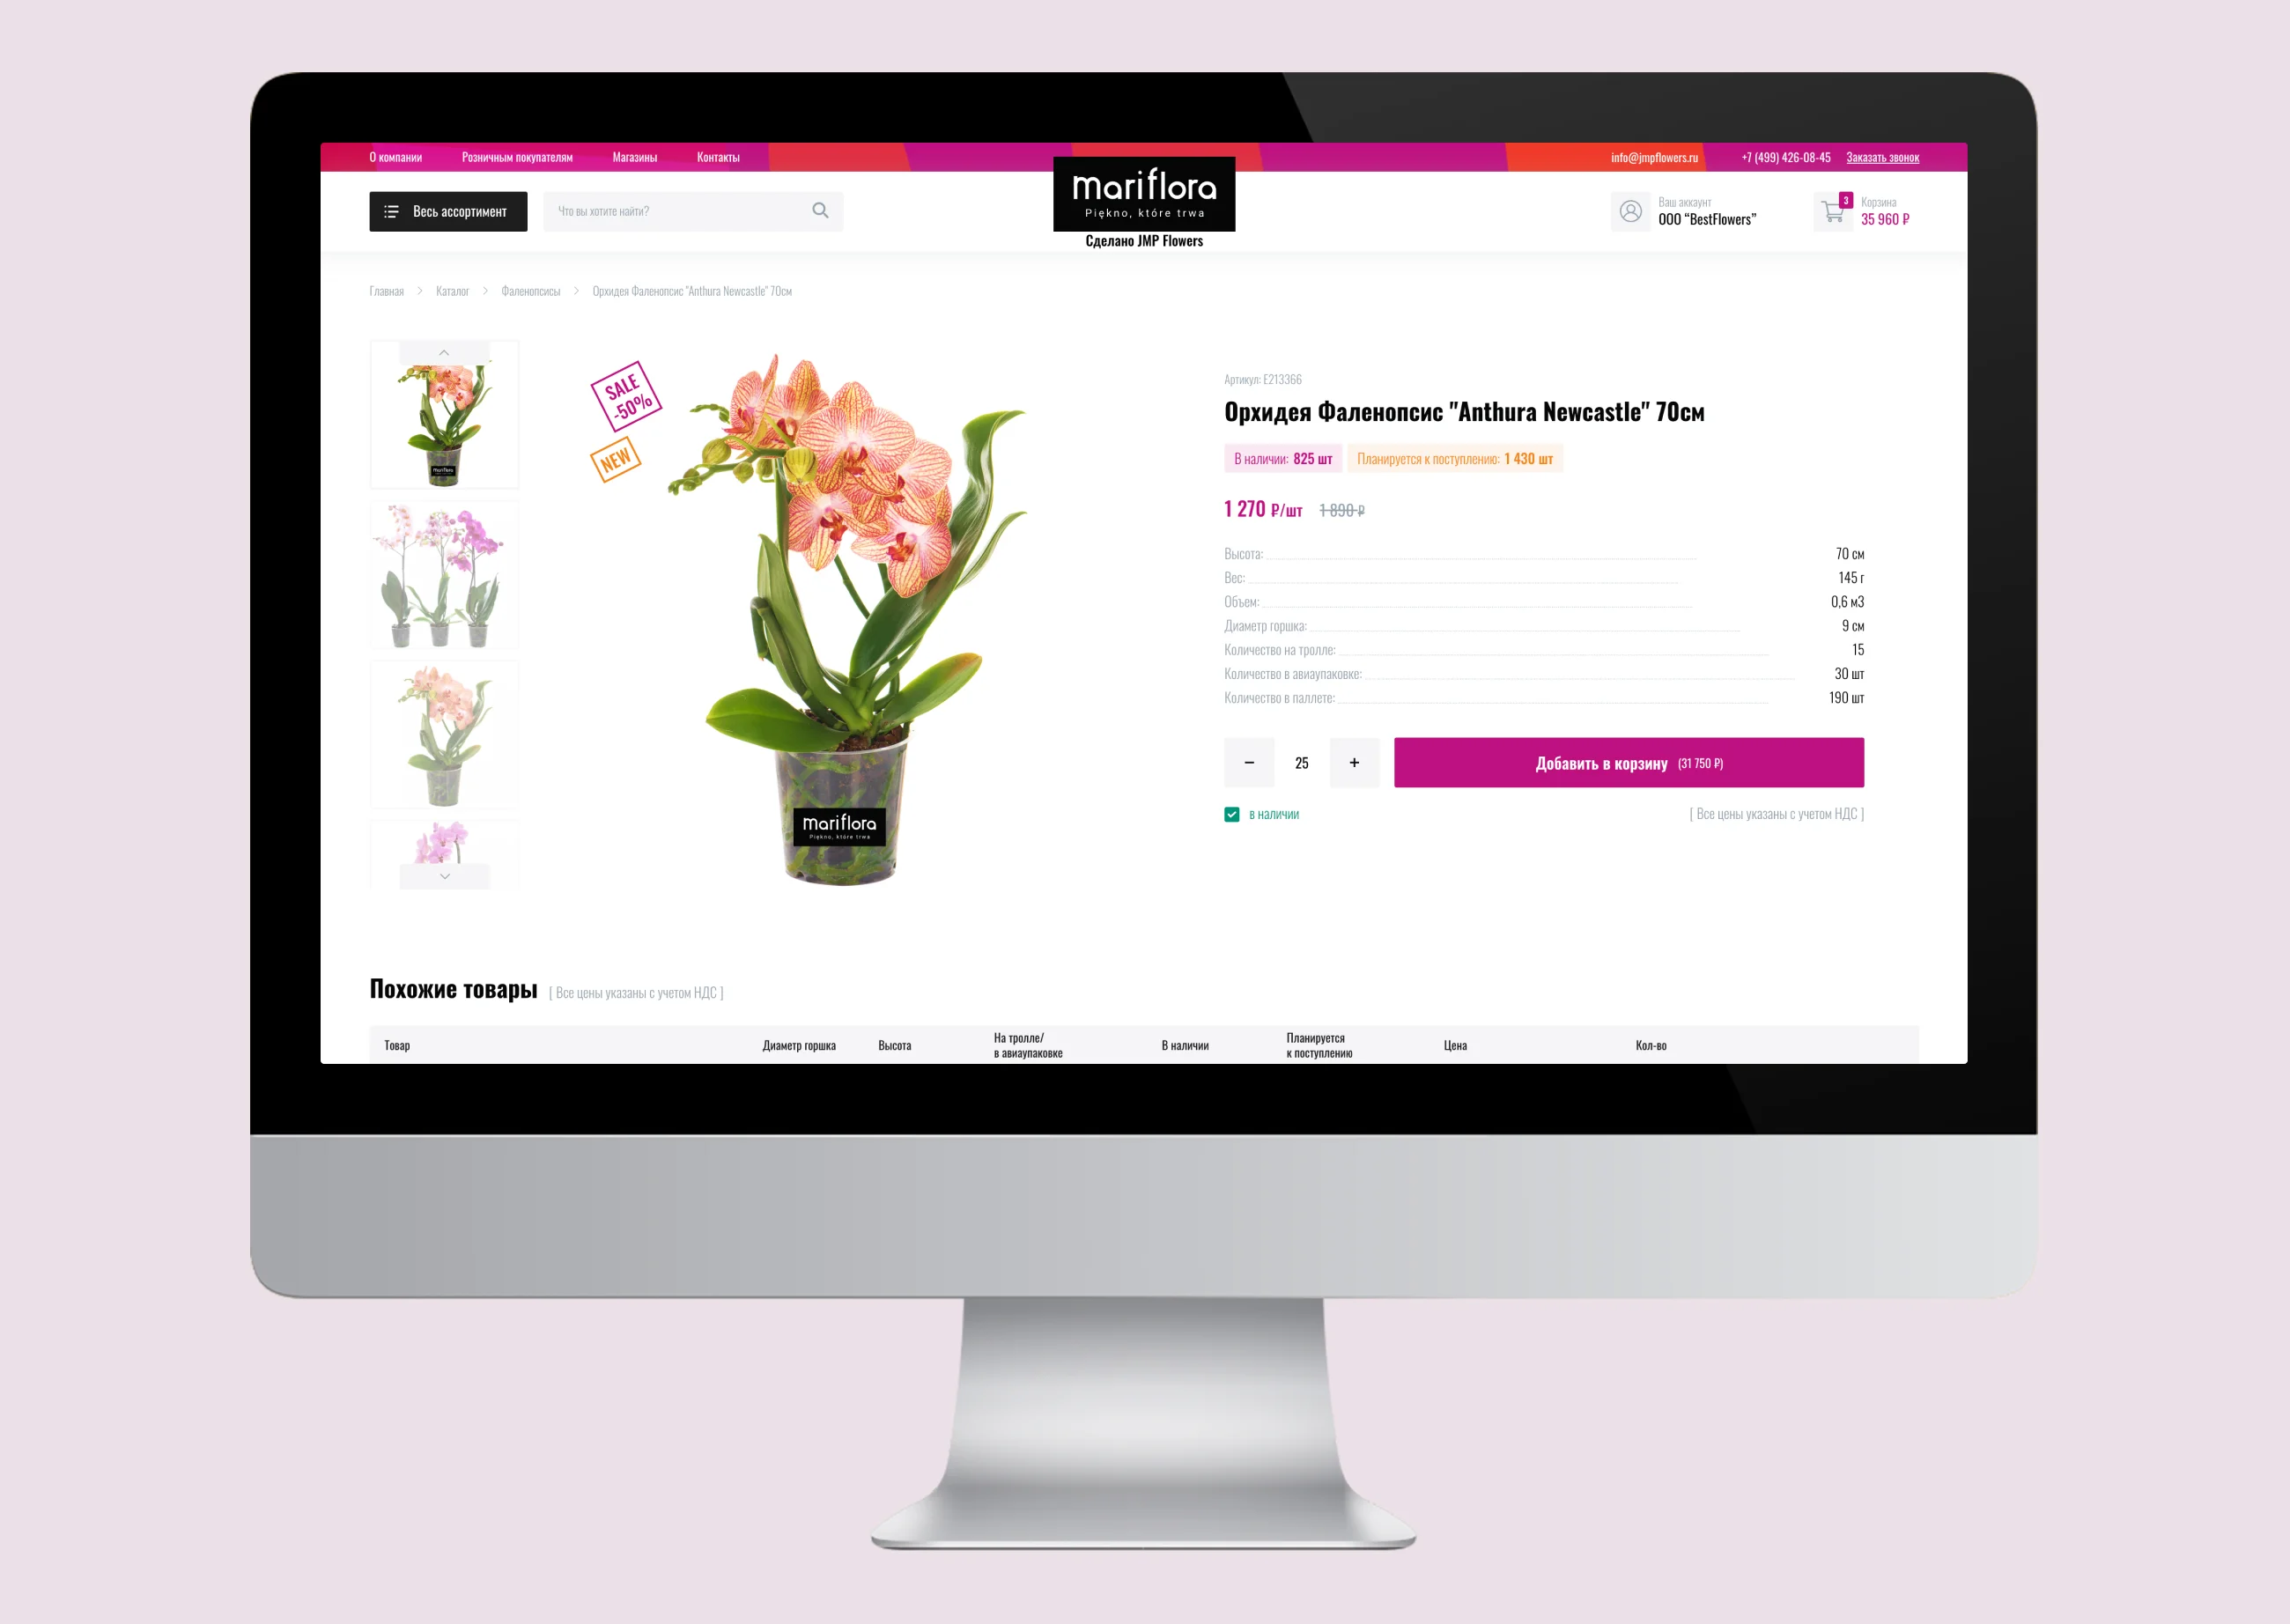 О компании
Розничным покупателям
Магазины
Контакты
info@jmpflowers.ru
+7 (499) 426-08-45
Заказать звонок
Весь ассортимент
Что вы хотите найти?
mariflora
Piękno, które trwa
Сделано JMP Flowers
Ваш аккаунт
ООО “BestFlowers”
3
Корзина
35 960 ₽
Главная
Каталог
Фаленопсисы
Орхидея Фаленопсис "Anthura Newcastle" 70см
mariflora
SALE
-50%
NEW
mariflora
Piękno, które trwa
Артикул: E213366
Орхидея Фаленопсис "Anthura Newcastle" 70см
В наличии: 825 шт
Планируется к поступлению: 1 430 шт
1 270 ₽/шт 1 890 ₽
Высота: 70 см
Вес: 145 г
Объем: 0,6 м3
Диаметр горшка: 9 см
Количество на тролле: 15
Количество в авиаупаковке: 30 шт
Количество в паллете: 190 шт
− 25 +
Добавить в корзину (31 750 ₽)
в наличии
[ Все цены указаны с учетом НДС ]
Похожие товары [ Все цены указаны с учетом НДС ]
Товар
Диаметр горшка
Высота
На тролле/
в авиаупаковке
В наличии
Планируется
к поступлению
Цена
Кол-во